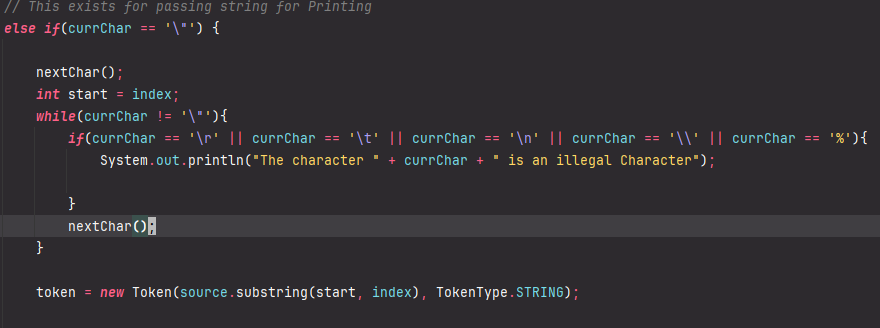 // This exists for passing string for Printing
else if(currChar == '\"') {
nextChar();
int start = index;
while(currChar != '\"'){
if(currChar == '\r' || currChar == '\t' || currChar == '\n' || currChar == '\\' || currChar == '%'){
System.out.println("The character " + currChar + " is an illegal Character");
}
nextChar();
}
token = new Token(source.substring(start, index), TokenType.STRING);